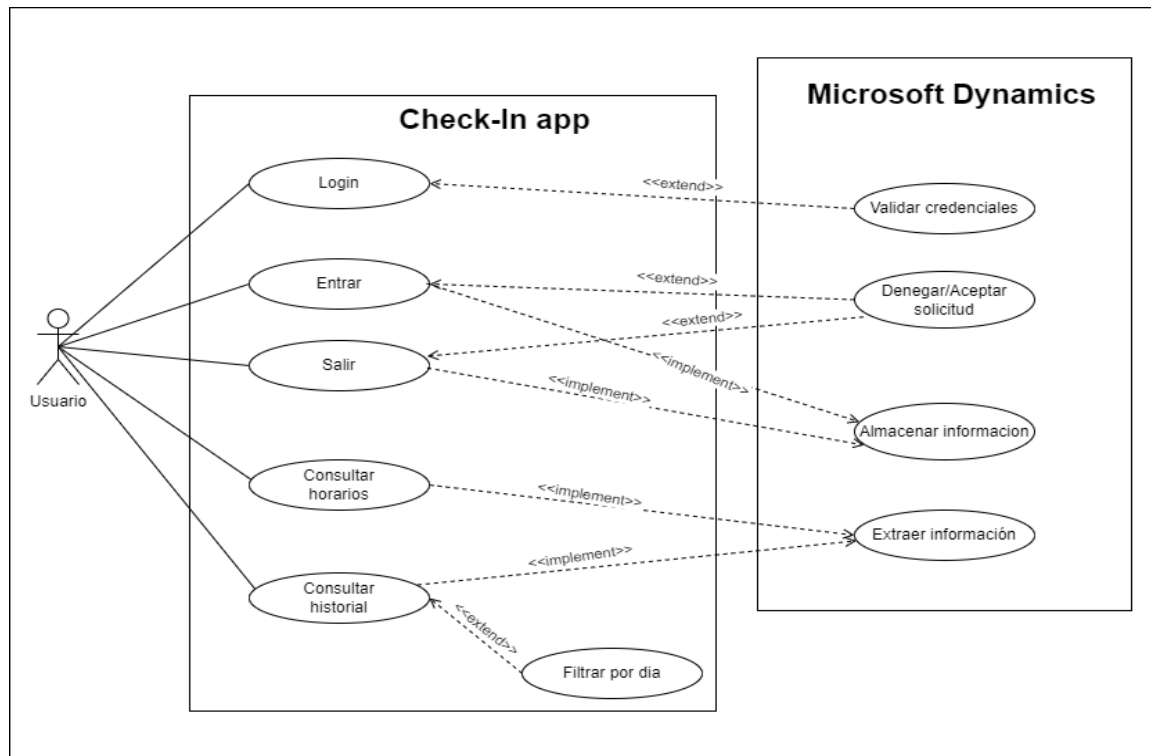 Microsoft Dynamics
Check-In app
Login
<<extend>>
Validar credenciales
Entrar
<<extend>>
Denegar/Aceptar
solicitud
<<extend>>
Salir
<<implement>>
<<implement>>
Usuario
Almacenar informacion
Consultar
horarios
<<implement>>
Extraer información
<<implement>>
Consultar
historial
<<extend>>
Filtrar por dia